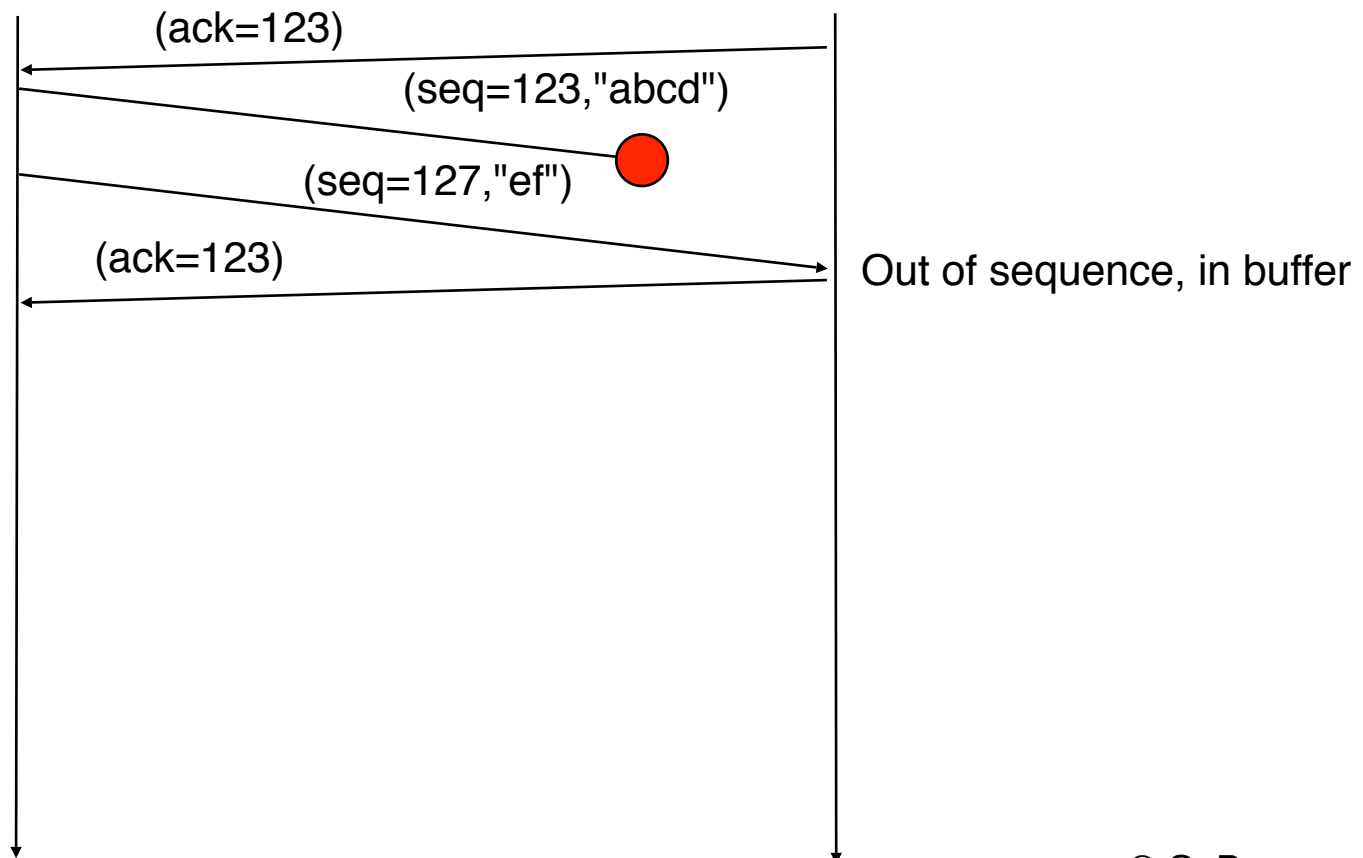 (ack=123)
(seq=123,"abcd")
(seq=127,"ef")
(ack=123)
Out of sequence, in buffer